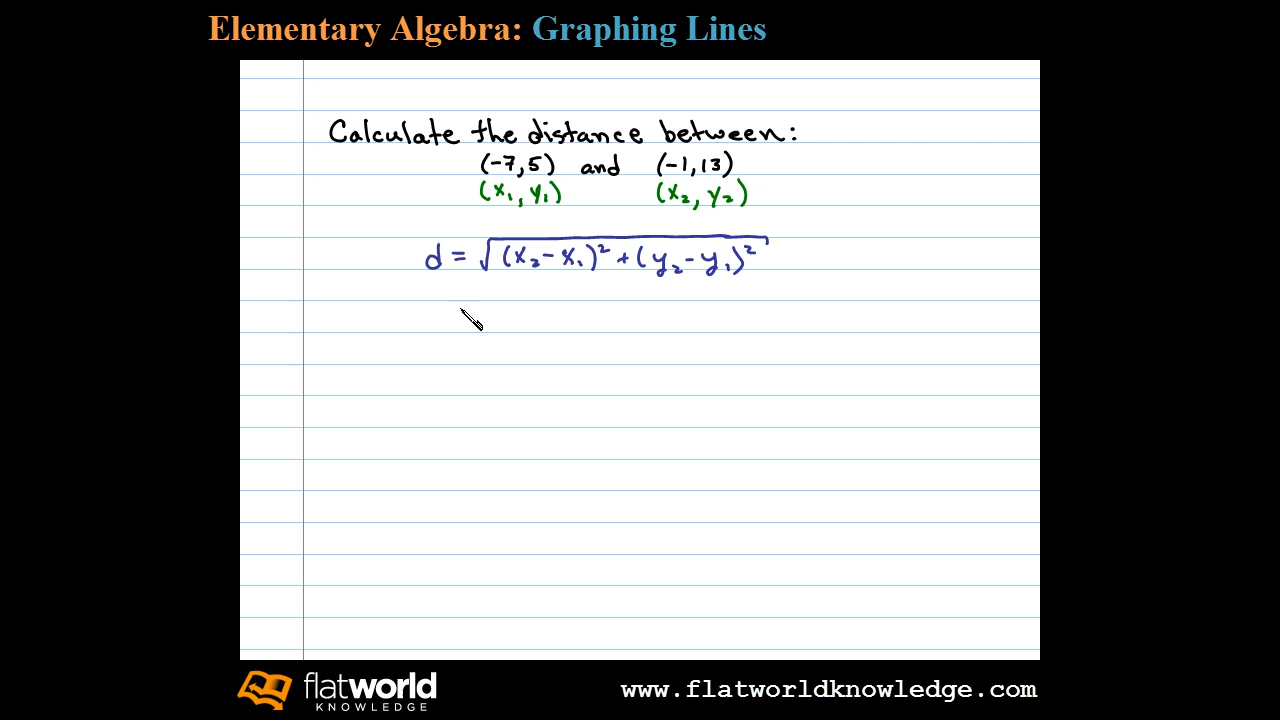 Elementary Algebra: Graphing Lines
Calculate the distance between:
(-7,5) and (-1,13)
(x₁, y₁) (x₂, y₂)
d = √(x₂-x₁)²+(y₂-y₁)²
flatworld
KNOWLEDGE
www.flatworldknowledge.com